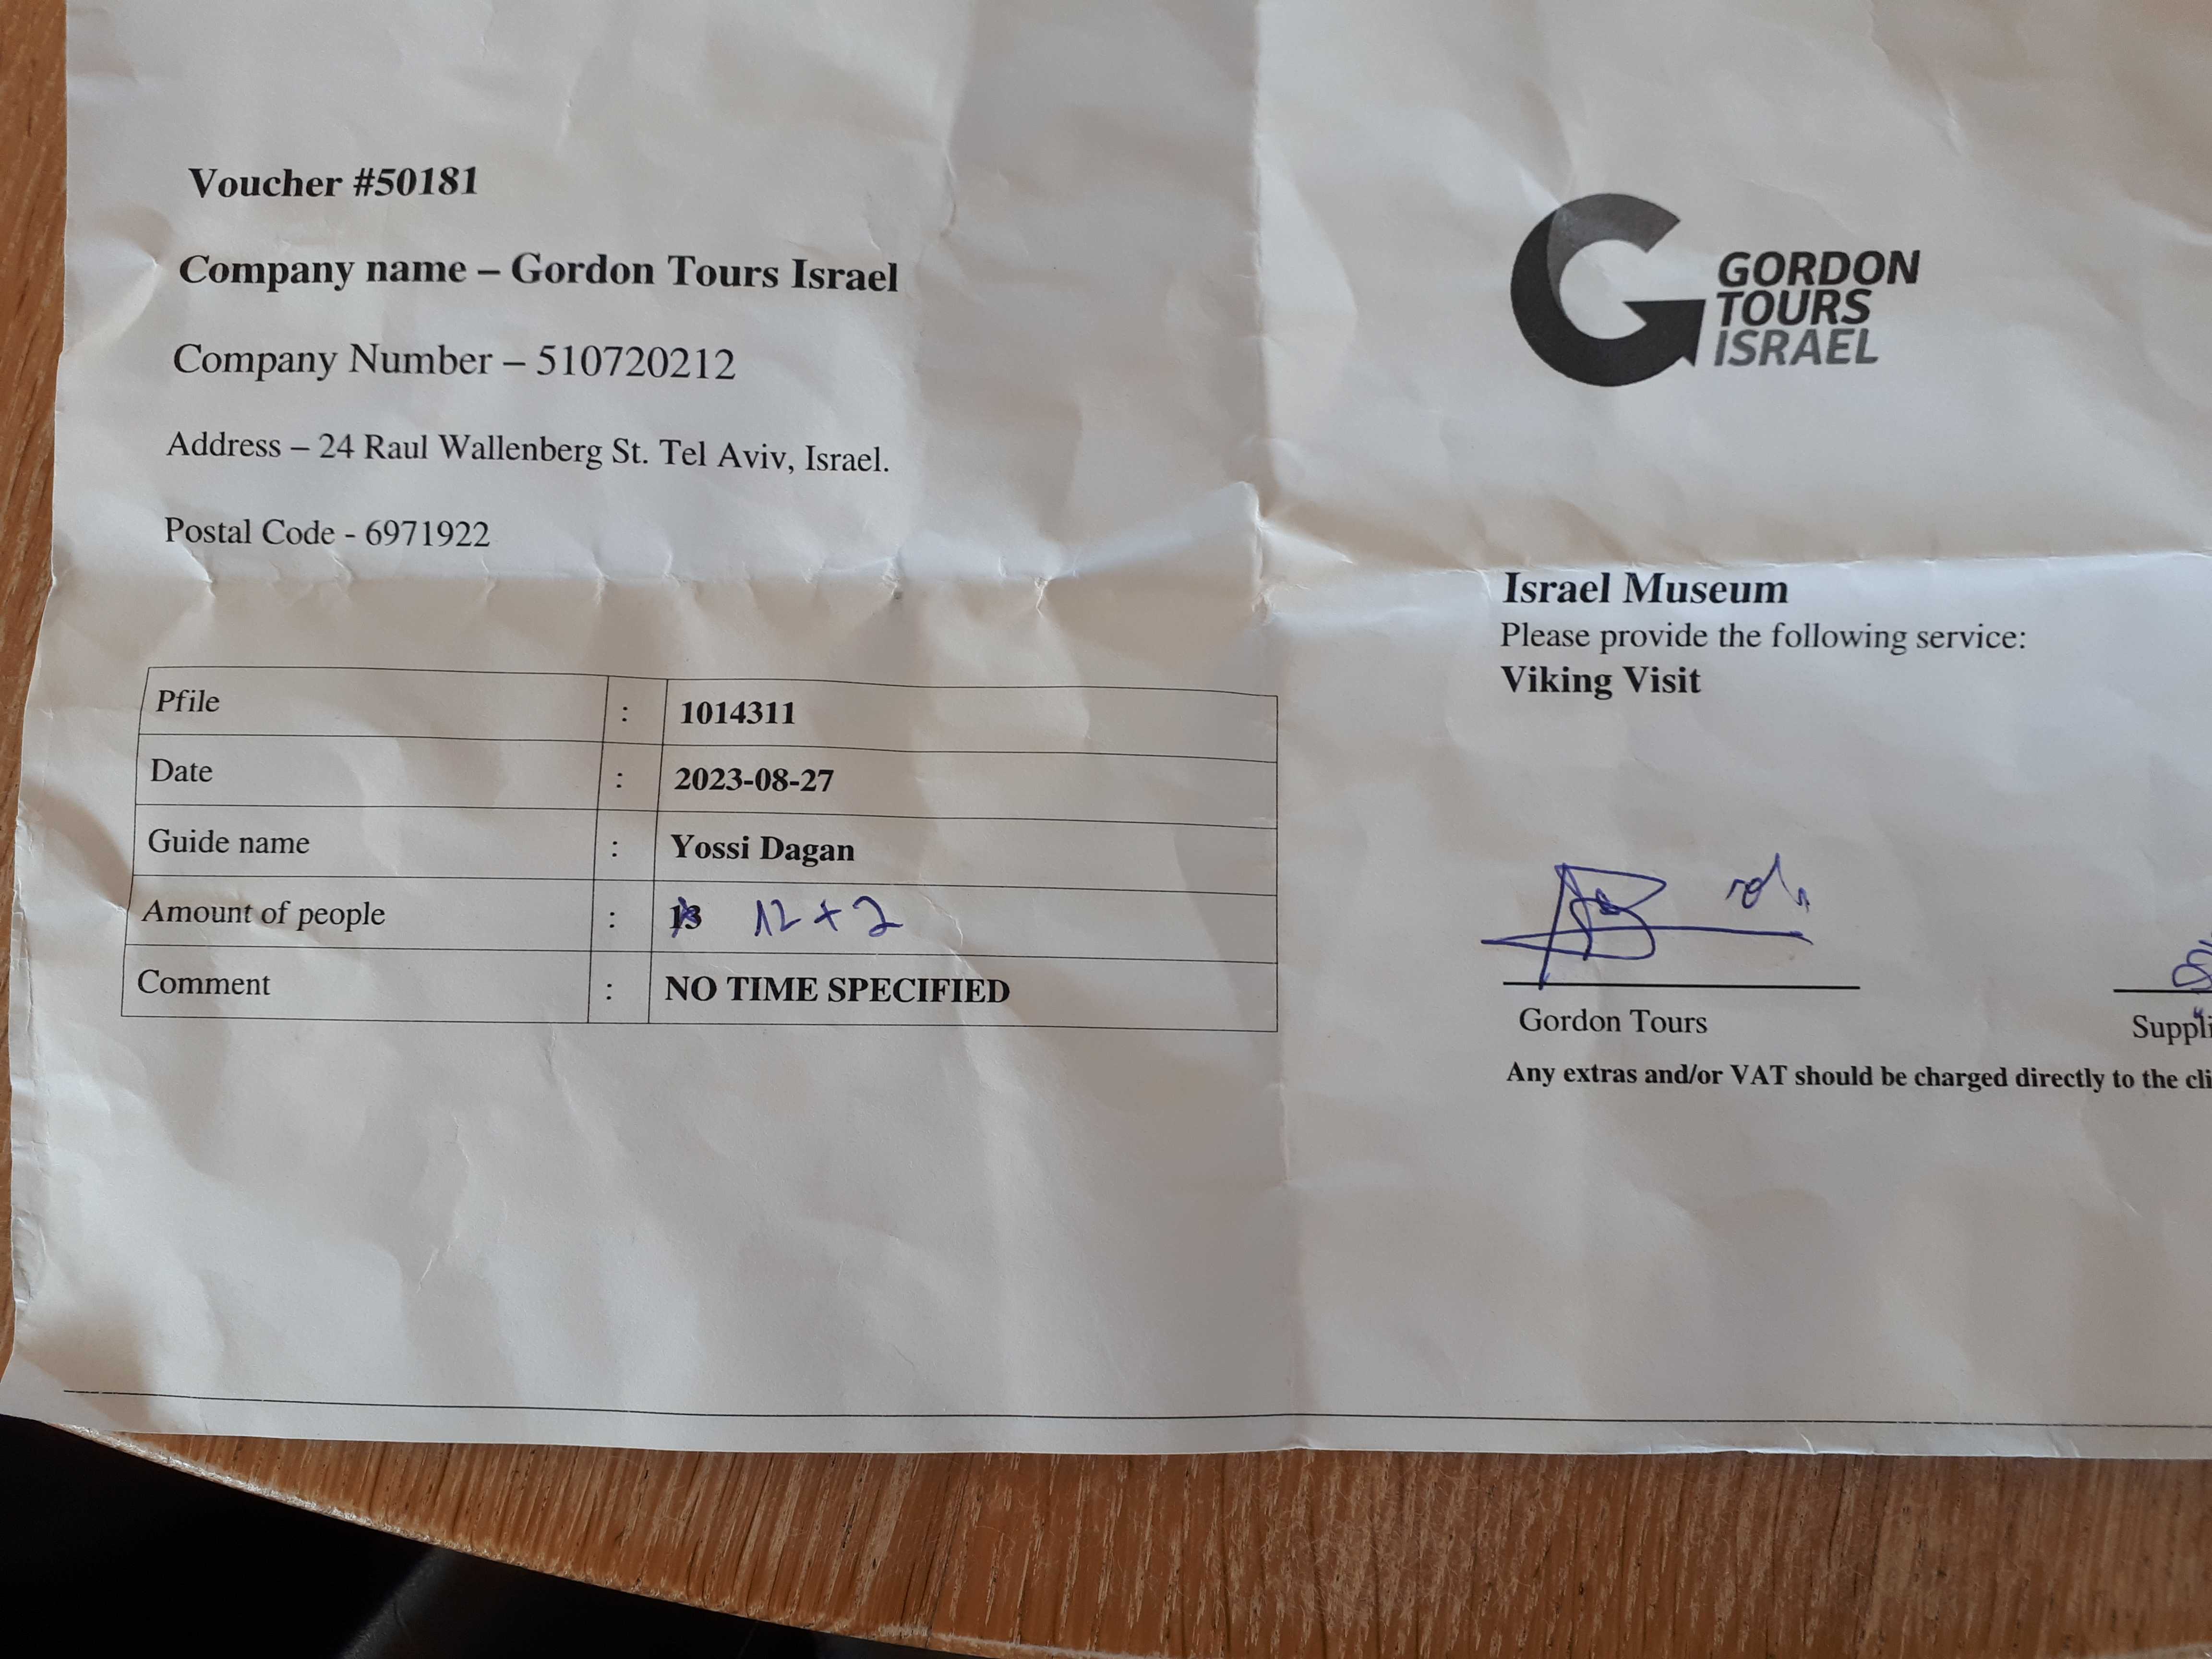 Voucher #50181
Company name – Gordon Tours Israel
Company Number – 510720212
Address – 24 Raul Wallenberg St. Tel Aviv, Israel.
Postal Code - 6971922
Pfile : 1014311
Date : 2023-08-27
Guide name : Yossi Dagan
Amount of people : 13 12+2
Comment : NO TIME SPECIFIED
GORDON
TOURS
ISRAEL
Israel Museum
Please provide the following service:
Viking Visit
Gordon Tours
Suppli
Any extras and/or VAT should be charged directly to the cli